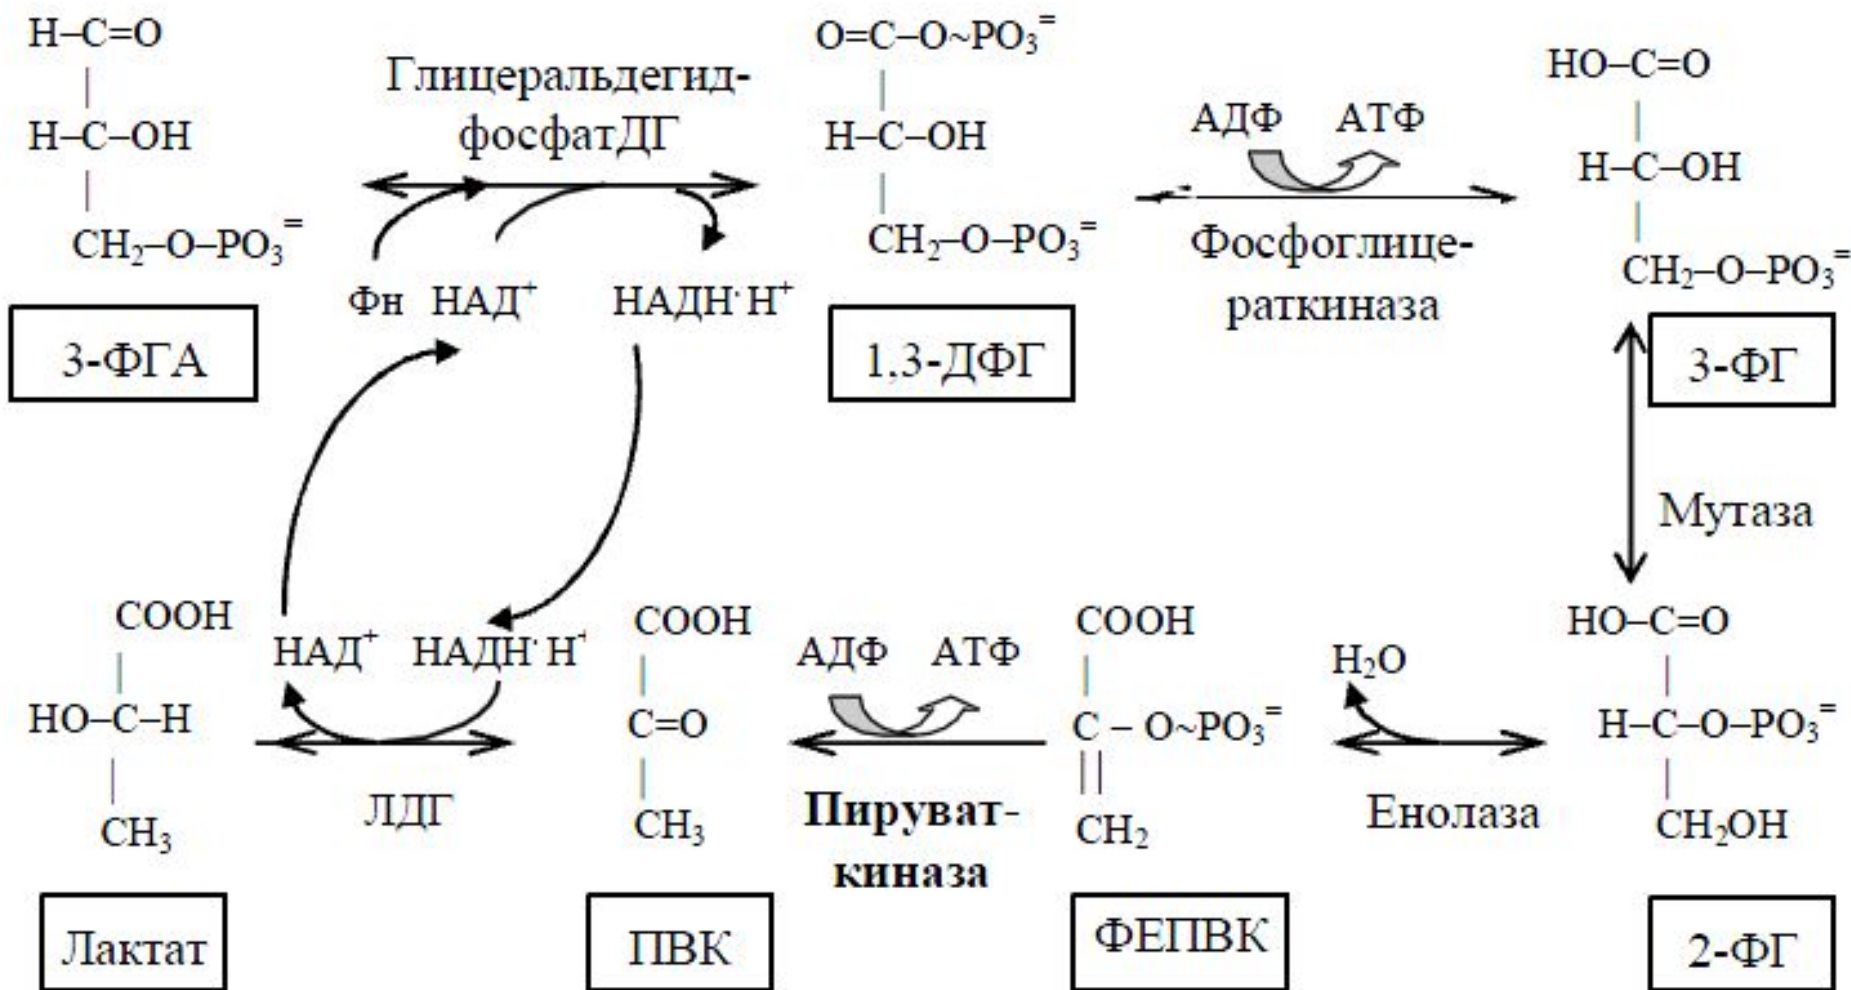 H–C=O
H–C–OH
CH₂–O–PO₃⁼
3-ФГА
Глицеральдегид-
фосфатДГ
Фн НАД⁺ НАДН·Н⁺
O=C–O~PO₃⁼
H–C–OH
CH₂–O–PO₃⁼
1,3-ДФГ
АДФ АТФ
Фосфоглице-
раткиназа
HO–C=O
H–C–OH
CH₂–O–PO₃⁼
3-ФГ
Мутаза
HO–C=O
H–C–O–PO₃⁼
CH₂OH
2-ФГ
H₂O
Енолаза
COOH
C – O~PO₃⁼
CH₂
ФЕПВК
АДФ АТФ
Пируват-
киназа
COOH
C=O
CH₃
ПВК
НАД⁺ НАДН·Н⁺
ЛДГ
COOH
HO–C–H
CH₃
Лактат